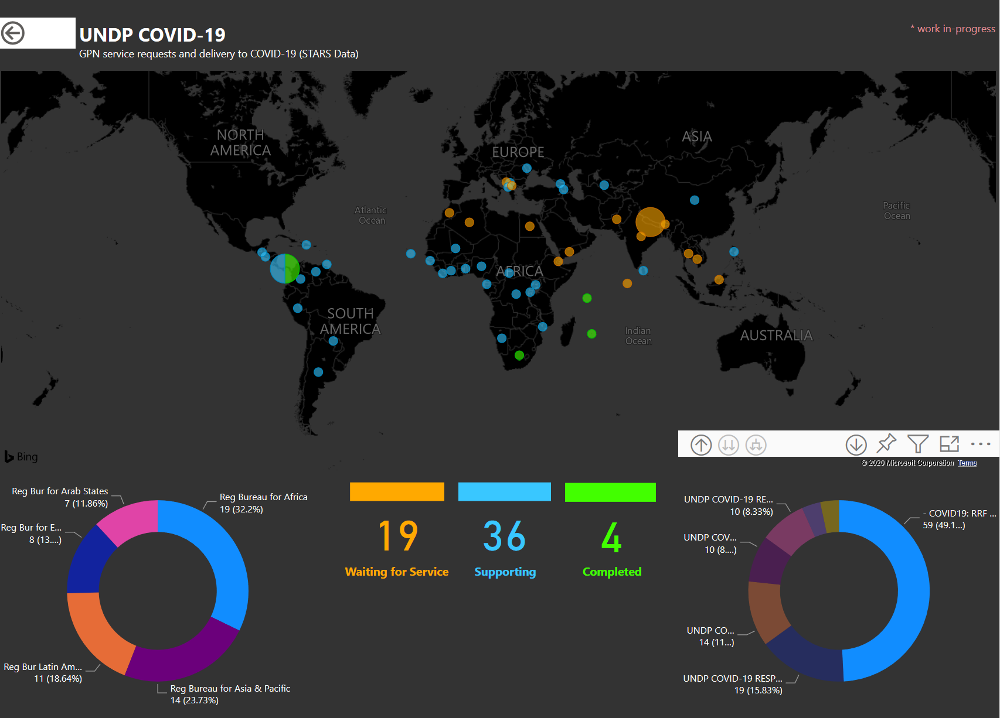 UNDP COVID-19
* work in-progress
GPN service requests and delivery to COVID-19 (STARS Data)
NORTH
AMERICA
EUROPE
ASIA
Atlantic
Ocean
Pacific
Ocean
AFRICA
SOUTH
AMERICA
Indian
Ocean
AUSTRALIA
Bing
© 2020 Microsoft Corporation Terms
Reg Bur for Arab States
7 (11.86%)
Reg Bureau for Africa
19 (32.2%)
Reg Bur for E...
8 (13....)
Reg Bur Latin Am...
11 (18.64%)
Reg Bureau for Asia & Pacific
14 (23.73%)
19
Waiting for Service
36
Supporting
4
Completed
UNDP COVID-19 RE...
10 (8.33%)
- COVID19: RRF ...
59 (49.1...)
UNDP COV...
10 (8....)
UNDP CO...
14 (11...)
UNDP COVID-19 RESP...
19 (15.83%)